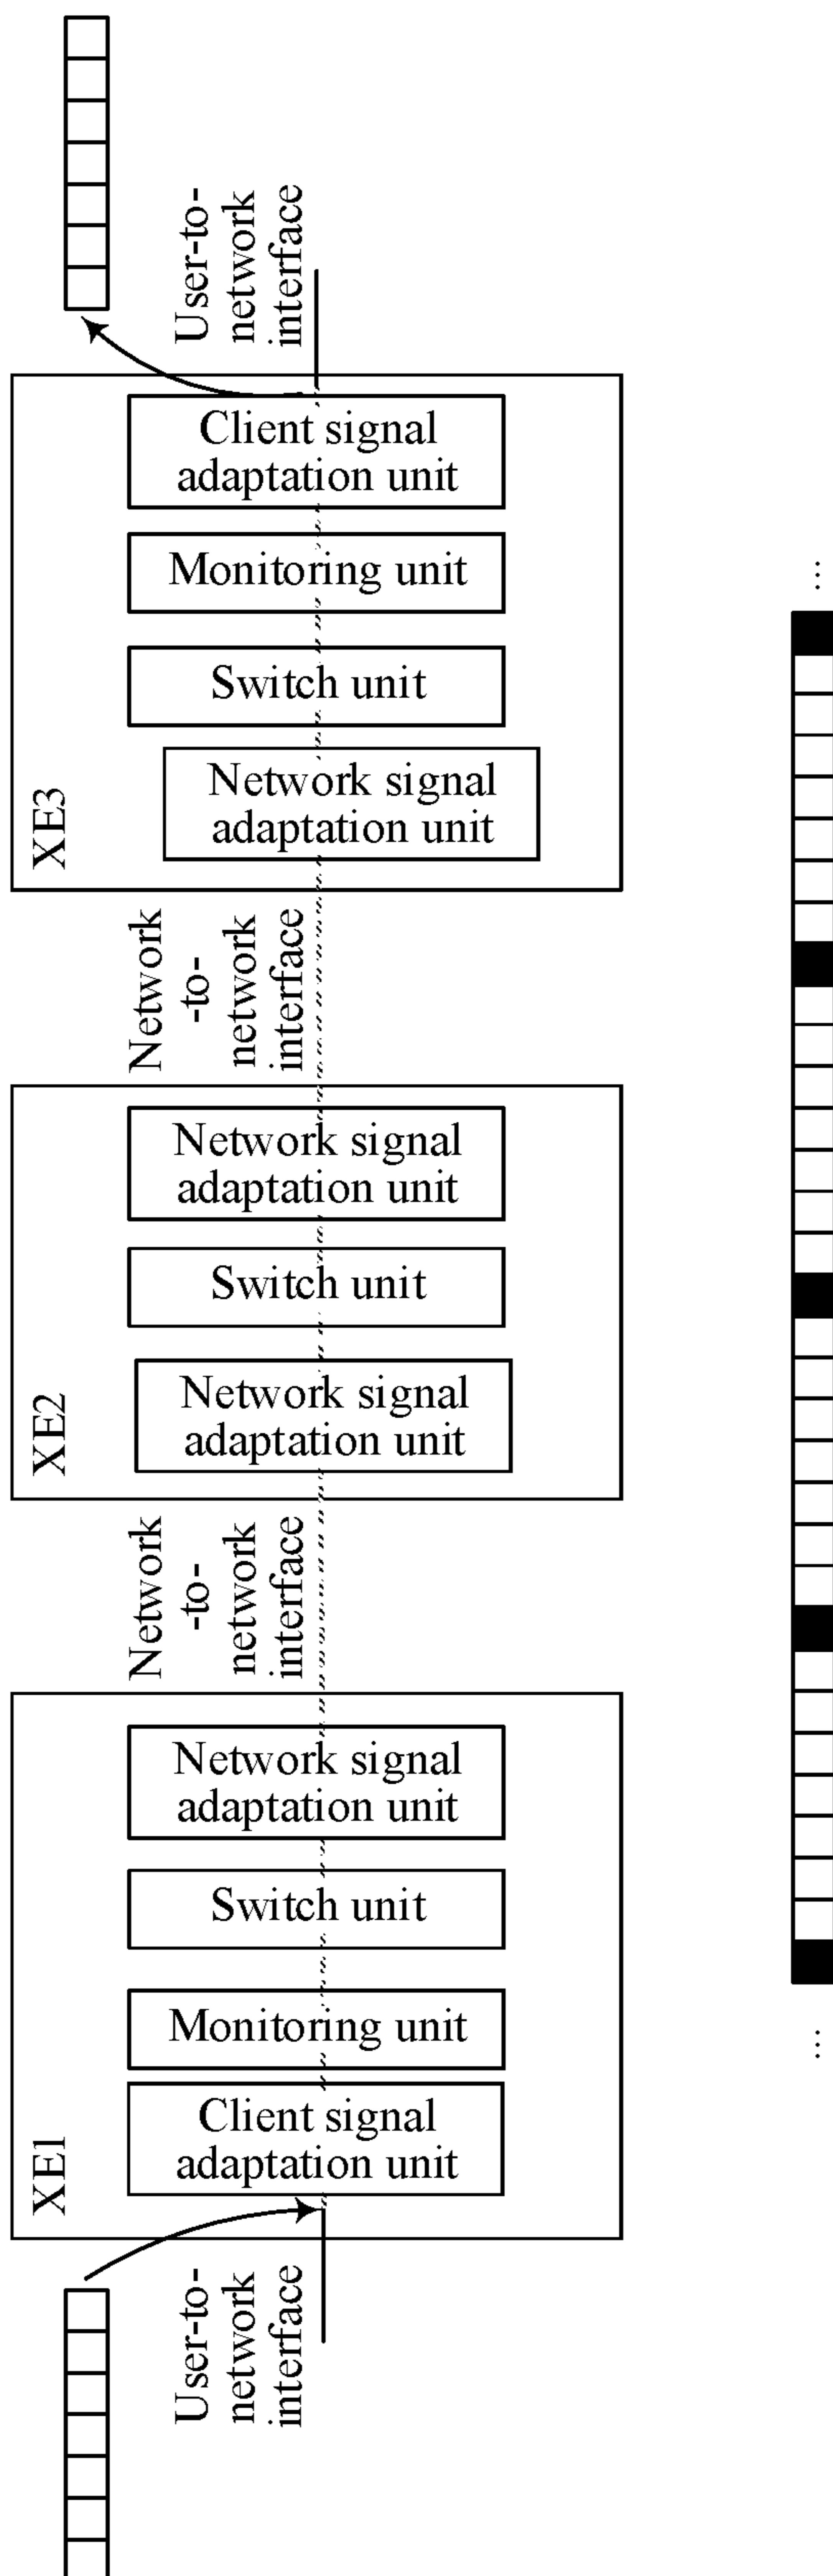 User-to-
network
interface
Client signal
adaptation unit
Monitoring unit
Switch unit
Network signal
adaptation unit
XE3
Network
-to-
network
interface
Network signal
adaptation unit
Switch unit
Network signal
adaptation unit
XE2
Network
-to-
network
interface
Network signal
adaptation unit
Switch unit
Monitoring unit
Client signal
adaptation unit
XE1
User-to-
network
interface
...
...